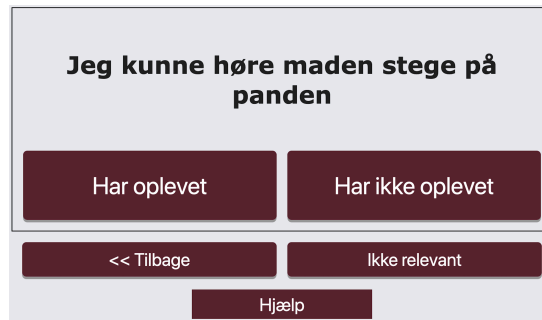 Jeg kunne høre maden stege på
panden
Har oplevet
Har ikke oplevet
<< Tilbage
Ikke relevant
Hjælp